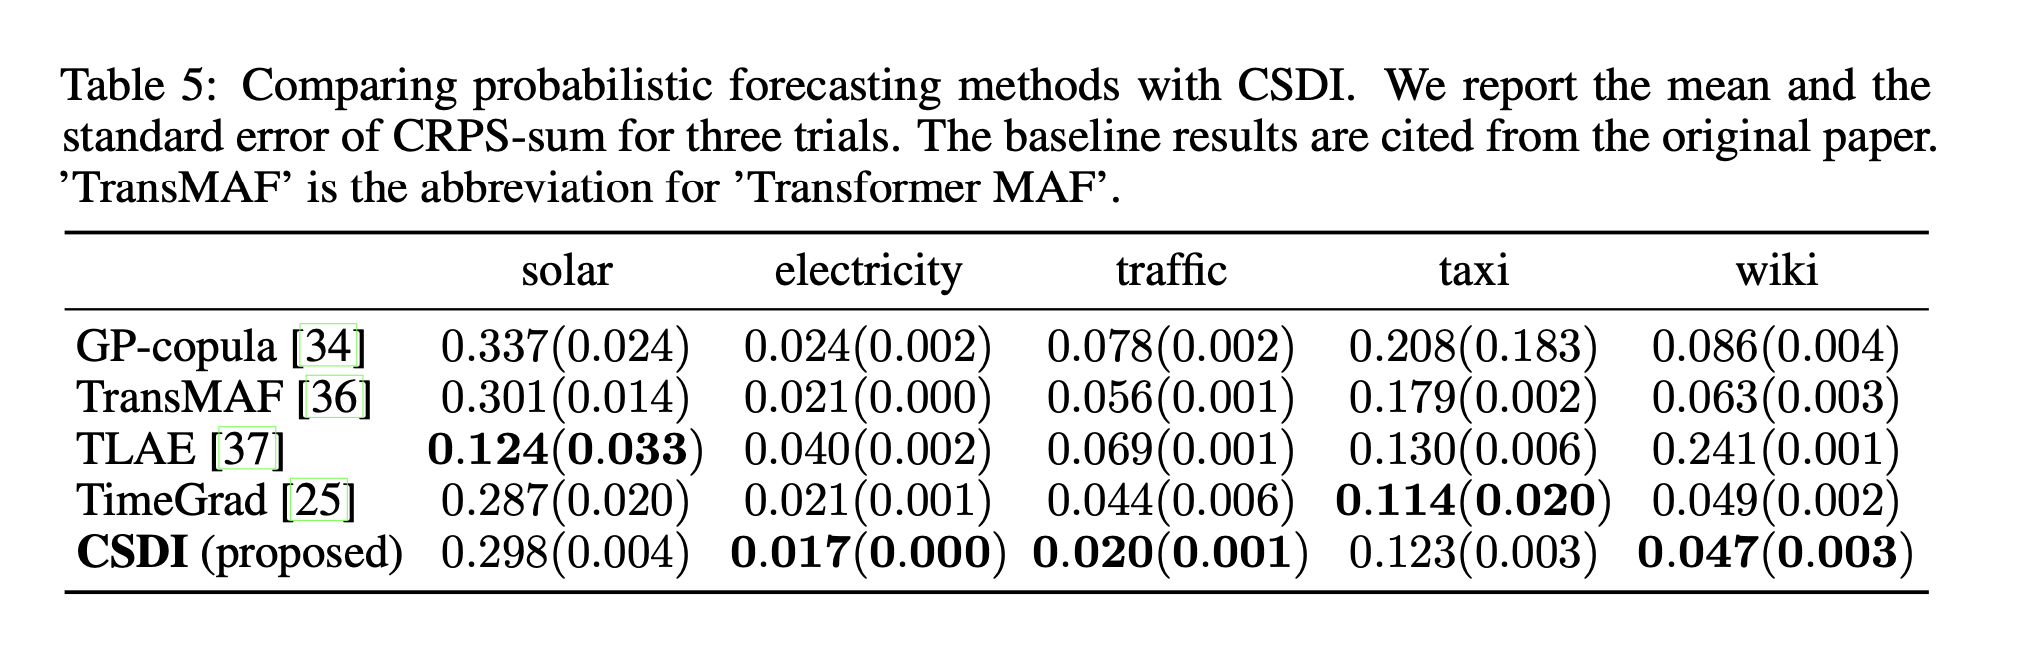 Table 5: Comparing probabilistic forecasting methods with CSDI. We report the mean and the
standard error of CRPS-sum for three trials. The baseline results are cited from the original paper.
’TransMAF’ is the abbreviation for ’Transformer MAF’.
solar electricity traffic taxi wiki
GP-copula [34] 0.337(0.024) 0.024(0.002) 0.078(0.002) 0.208(0.183) 0.086(0.004)
TransMAF [36] 0.301(0.014) 0.021(0.000) 0.056(0.001) 0.179(0.002) 0.063(0.003)
TLAE [37] 0.124(0.033) 0.040(0.002) 0.069(0.001) 0.130(0.006) 0.241(0.001)
TimeGrad [25] 0.287(0.020) 0.021(0.001) 0.044(0.006) 0.114(0.020) 0.049(0.002)
CSDI (proposed) 0.298(0.004) 0.017(0.000) 0.020(0.001) 0.123(0.003) 0.047(0.003)